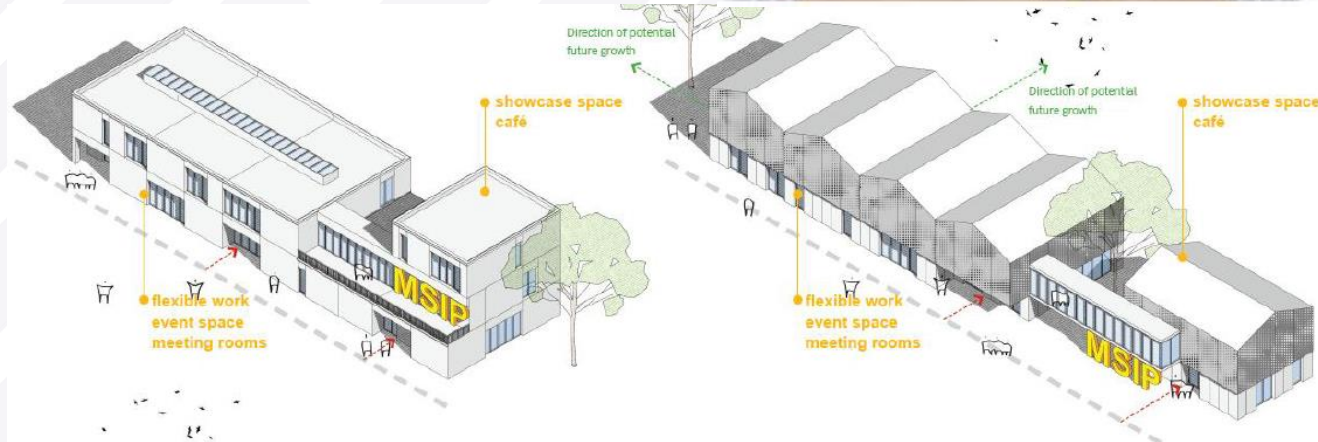 showcase space
café
MSIP
flexible work
event space
meeting rooms
Direction of potential
future growth
Direction of potential
future growth
showcase space
café
flexible work
event space
meeting rooms
MSIP